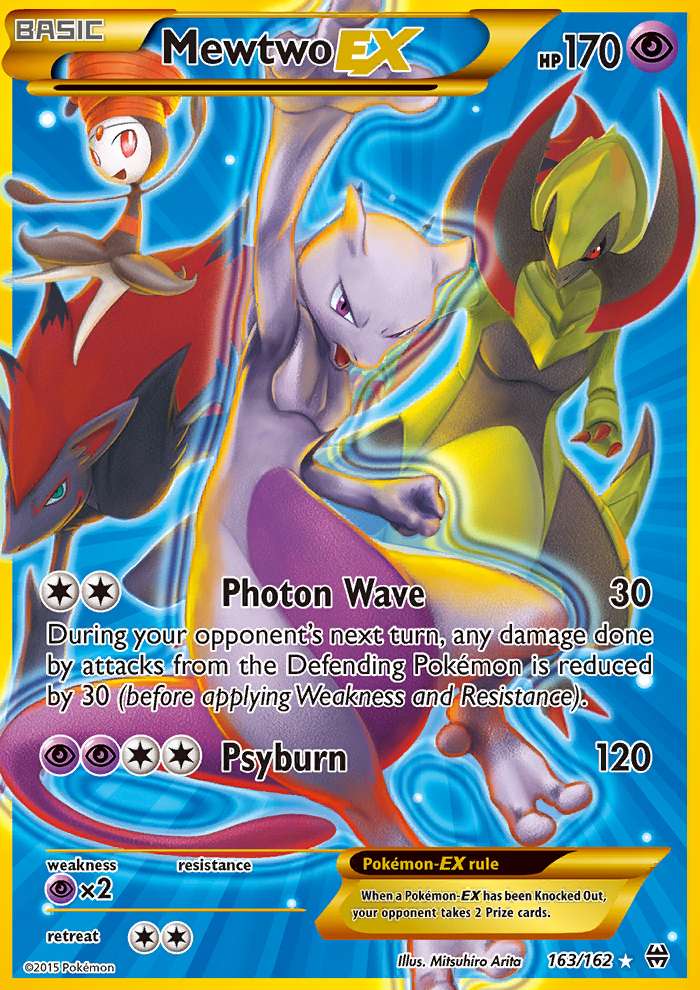 BASIC
Mewtwo EX
HP170
Photon Wave 30
During your opponent's next turn, any damage done
by attacks from the Defending Pokémon is reduced
by 30 (before applying Weakness and Resistance).
Psyburn 120
weakness resistance
×2
Pokémon-EX rule
When a Pokémon-EX has been Knocked Out,
your opponent takes 2 Prize cards.
retreat
©2015 Pokémon
Illus. Mitsuhiro Arita 163/162